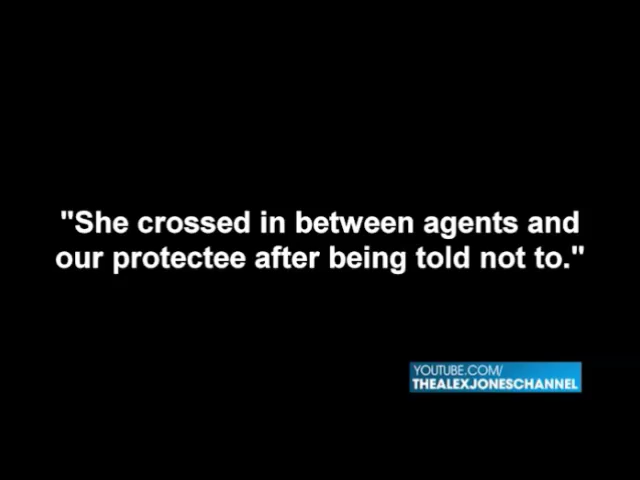 "She crossed in between agents and
our protectee after being told not to."
YOUTUBE.COM/
THEALEXJONESCHANNEL